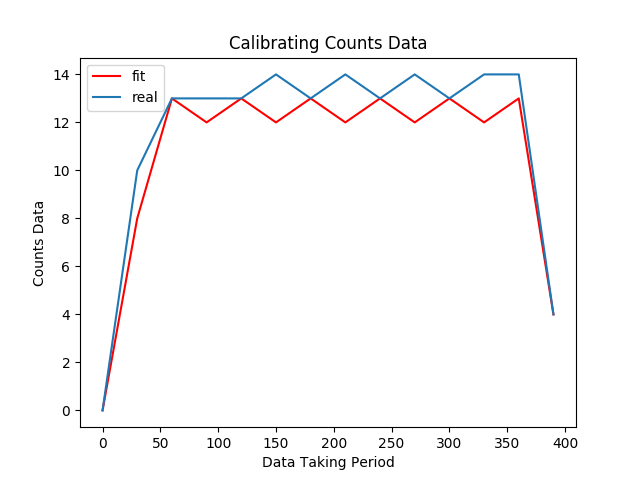 Calibrating Counts Data
fit
real
14
12
10
8
6
4
2
0
Counts Data
0 50 100 150 200 250 300 350 400
Data Taking Period